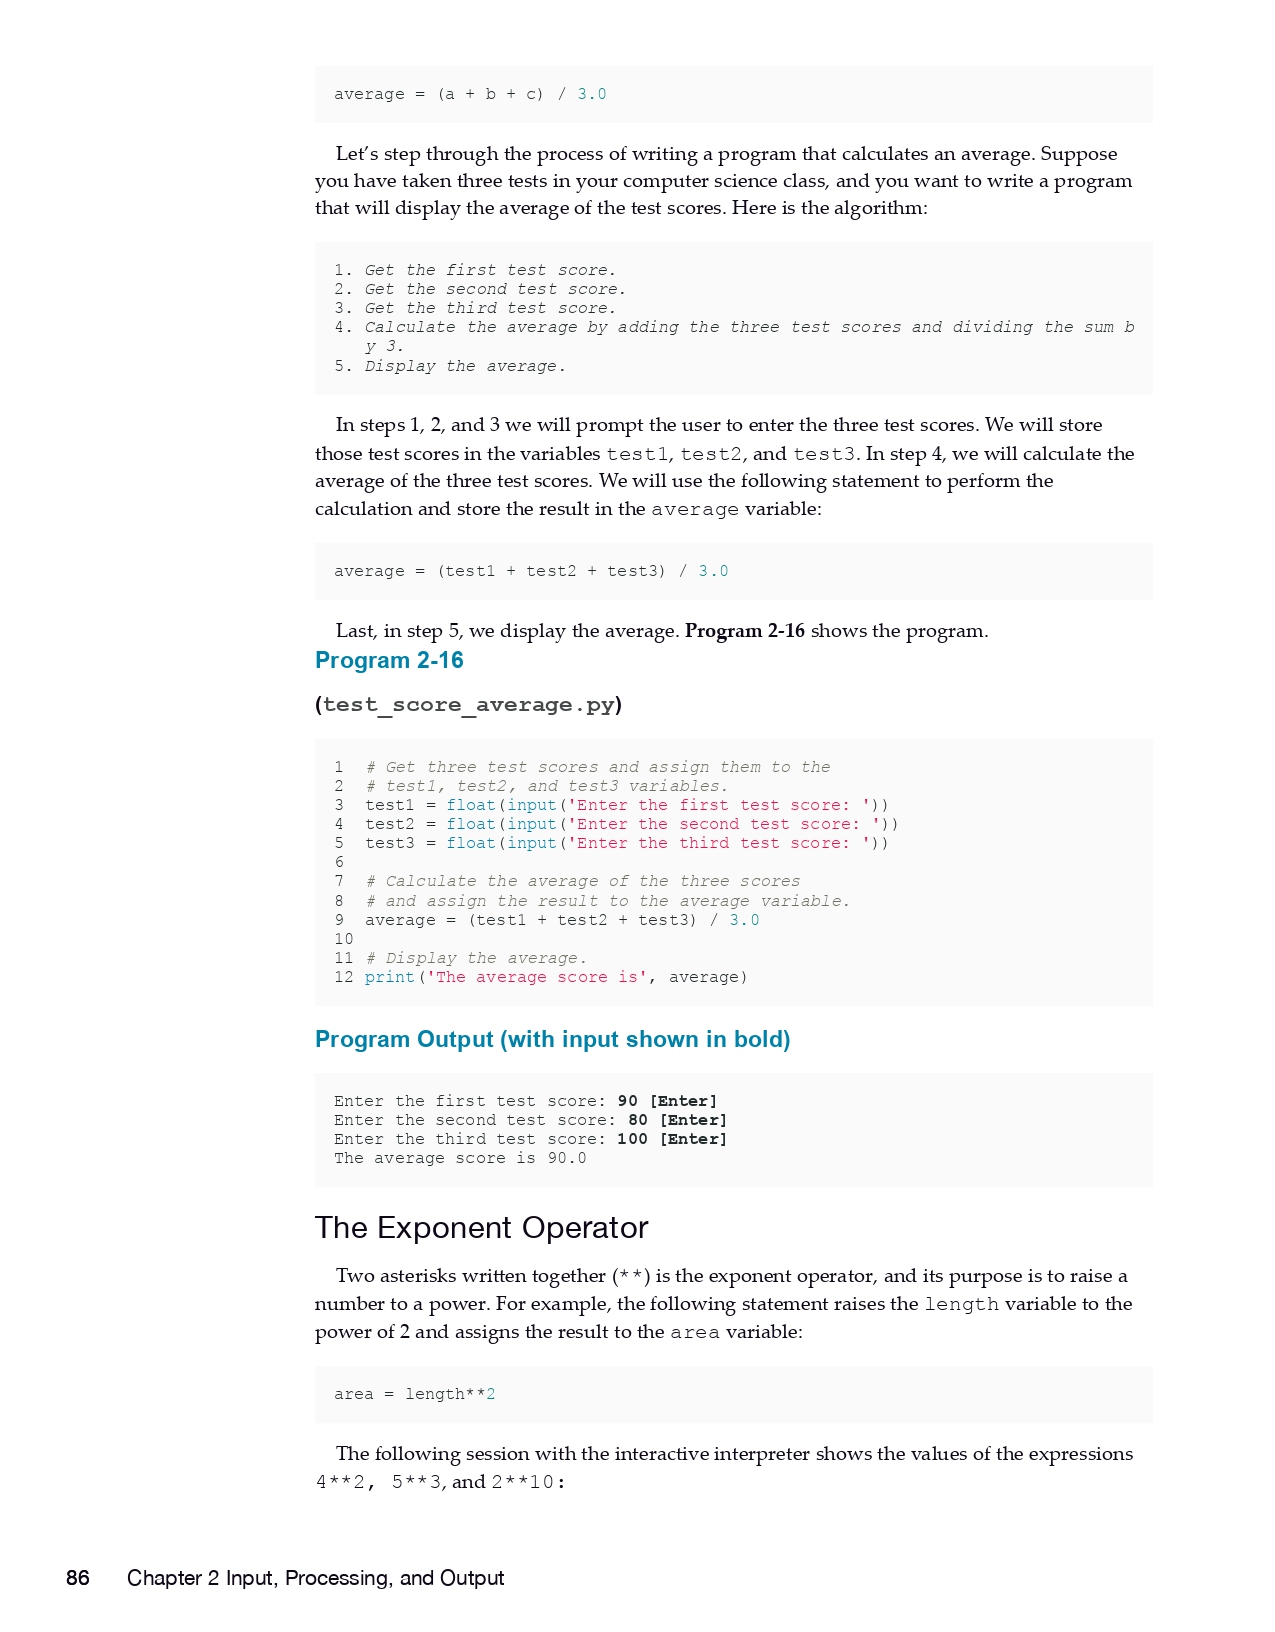 average = (a + b + c) / 3.0
Let’s step through the process of writing a program that calculates an average. Suppose
you have taken three tests in your computer science class, and you want to write a program
that will display the average of the test scores. Here is the algorithm:
1. Get the first test score.
2. Get the second test score.
3. Get the third test score.
4. Calculate the average by adding the three test scores and dividing the sum b
y 3.
5. Display the average.
In steps 1, 2, and 3 we will prompt the user to enter the three test scores. We will store
those test scores in the variables test1, test2, and test3. In step 4, we will calculate the
average of the three test scores. We will use the following statement to perform the
calculation and store the result in the average variable:
average = (test1 + test2 + test3) / 3.0
Last, in step 5, we display the average. Program 2-16 shows the program.
Program 2-16
(test_score_average.py)
1 # Get three test scores and assign them to the
2 # test1, test2, and test3 variables.
3 test1 = float(input('Enter the first test score: '))
4 test2 = float(input('Enter the second test score: '))
5 test3 = float(input('Enter the third test score: '))
6
7 # Calculate the average of the three scores
8 # and assign the result to the average variable.
9 average = (test1 + test2 + test3) / 3.0
10
11 # Display the average.
12 print('The average score is', average)
Program Output (with input shown in bold)
Enter the first test score: 90 [Enter]
Enter the second test score: 80 [Enter]
Enter the third test score: 100 [Enter]
The average score is 90.0
The Exponent Operator
Two asterisks written together (**) is the exponent operator, and its purpose is to raise a
number to a power. For example, the following statement raises the length variable to the
power of 2 and assigns the result to the area variable:
area = length**2
The following session with the interactive interpreter shows the values of the expressions
4**2, 5**3, and 2**10:
86 Chapter 2 Input, Processing, and Output